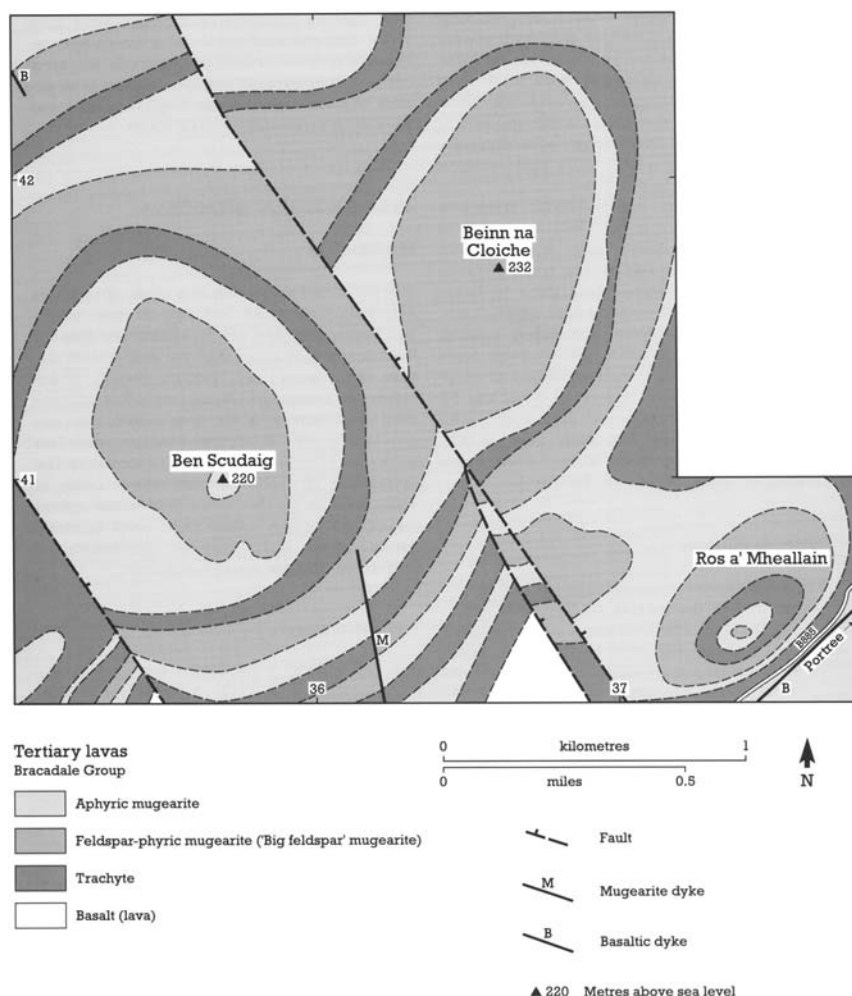 B
42
Beinn na
Cloiche
▲ 232
Ben Scudaig
41
▲ 220
Ros a' Mheallain
M
B885
Portree
36
37
B
Tertiary lavas
Bracadale Group
Aphyric mugearite
Feldspar-phyric mugearite ('Big feldspar' mugearite)
Trachyte
Basalt (lava)
0 kilometres 1
0 miles 0.5
N
Fault
M
Mugearite dyke
B
Basaltic dyke
▲ 220 Metres above sea level